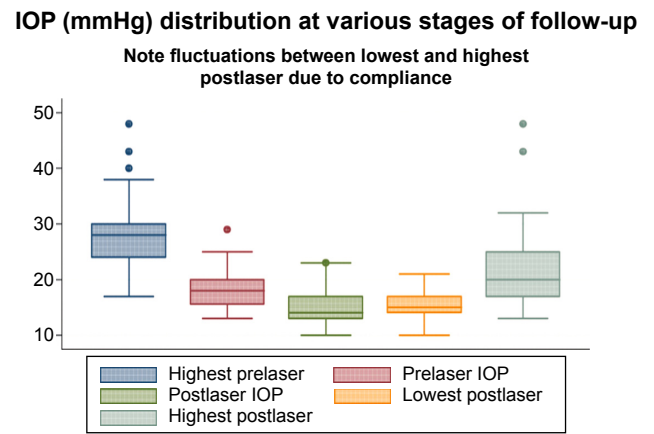 IOP (mmHg) distribution at various stages of follow-up
Note fluctuations between lowest and highest
postlaser due to compliance
50
40
30
20
10
Highest prelaser
Prelaser IOP
Postlaser IOP
Lowest postlaser
Highest postlaser